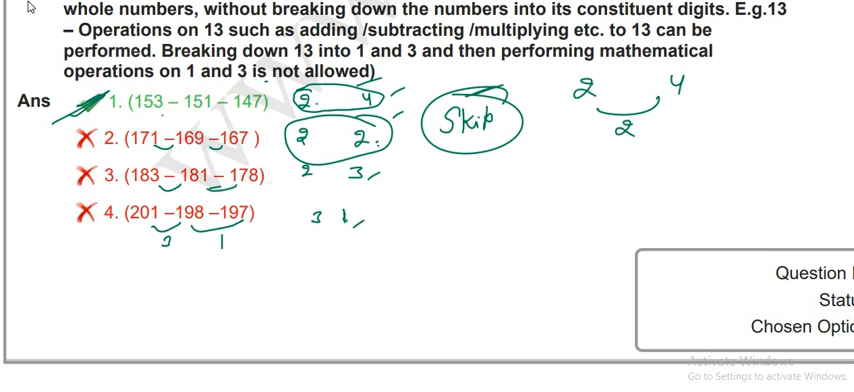 whole numbers, without breaking down the numbers into its constituent digits. E.g.13
– Operations on 13 such as adding /subtracting /multiplying etc. to 13 can be
performed. Breaking down 13 into 1 and 3 and then performing mathematical
operations on 1 and 3 is not allowed)
Ans 1. (153 – 151 – 147) 2. 4
2 4
2
Skip
2. (171 –169 –167 ) 2 2
3. (183 – 181 – 178) 2 3
4. (201 –198 –197) 3 1
3 1
Question
Statu
Chosen Optio
Activate Windows
Go to Settings to activate Windows.